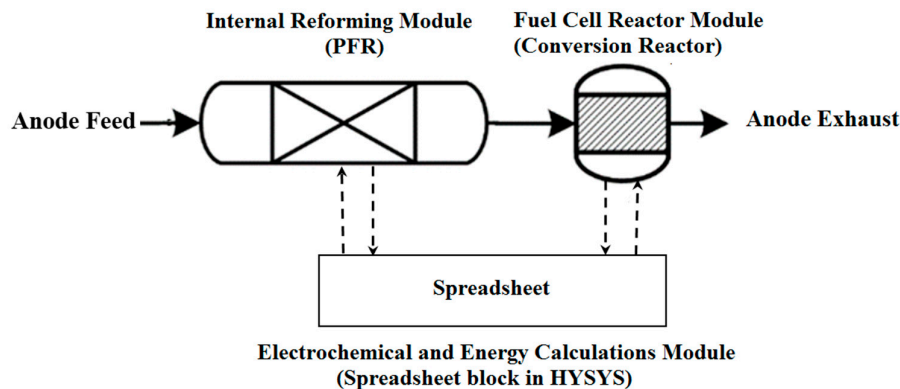 Internal Reforming Module
(PFR)
Fuel Cell Reactor Module
(Conversion Reactor)
Anode Feed
Anode Exhaust
Spreadsheet
Electrochemical and Energy Calculations Module
(Spreadsheet block in HYSYS)